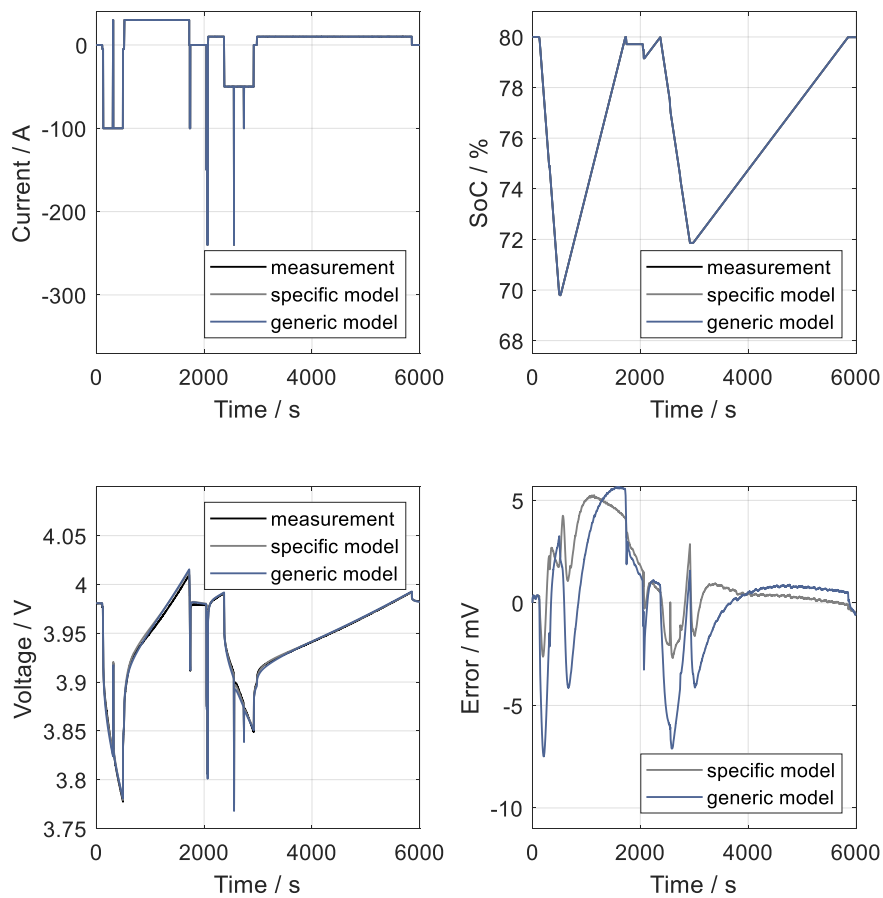 Current / A
0
-100
-200
-300
measurement
specific model
generic model
0
2000
4000
6000
Time / s
SoC / %
80
78
76
74
72
70
68
measurement
specific model
generic model
0
2000
4000
6000
Time / s
Voltage / V
4.05
4
3.95
3.9
3.85
3.8
3.75
measurement
specific model
generic model
0
2000
4000
6000
Time / s
Error / mV
5
0
-5
-10
specific model
generic model
0
2000
4000
6000
Time / s